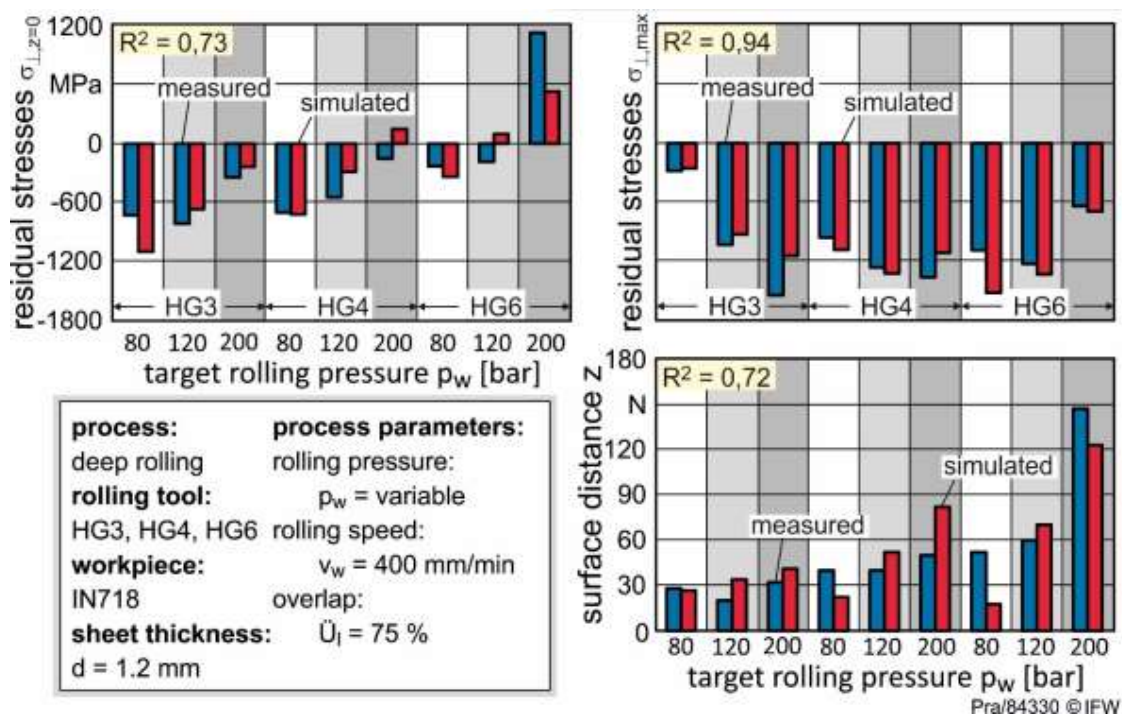 residual stresses σ⊥,z=0
1200
MPa
0
-600
-1200
-1800
R² = 0,73
measured
simulated
HG3
HG4
HG6
80 120 200 80 120 200 80 120 200
target rolling pressure pw [bar]
residual stresses σ⊥,max
R² = 0,94
measured
simulated
HG3
HG4
HG6
surface distance z
180
N
120
90
60
30
0
R² = 0,72
simulated
measured
80 120 200 80 120 200 80 120 200
target rolling pressure pw [bar]
process:
deep rolling
rolling tool:
HG3, HG4, HG6
workpiece:
IN718
sheet thickness:
d = 1.2 mm
process parameters:
rolling pressure:
pw = variable
rolling speed:
vw = 400 mm/min
overlap:
Ül = 75 %
Pra/84330 ©IFW